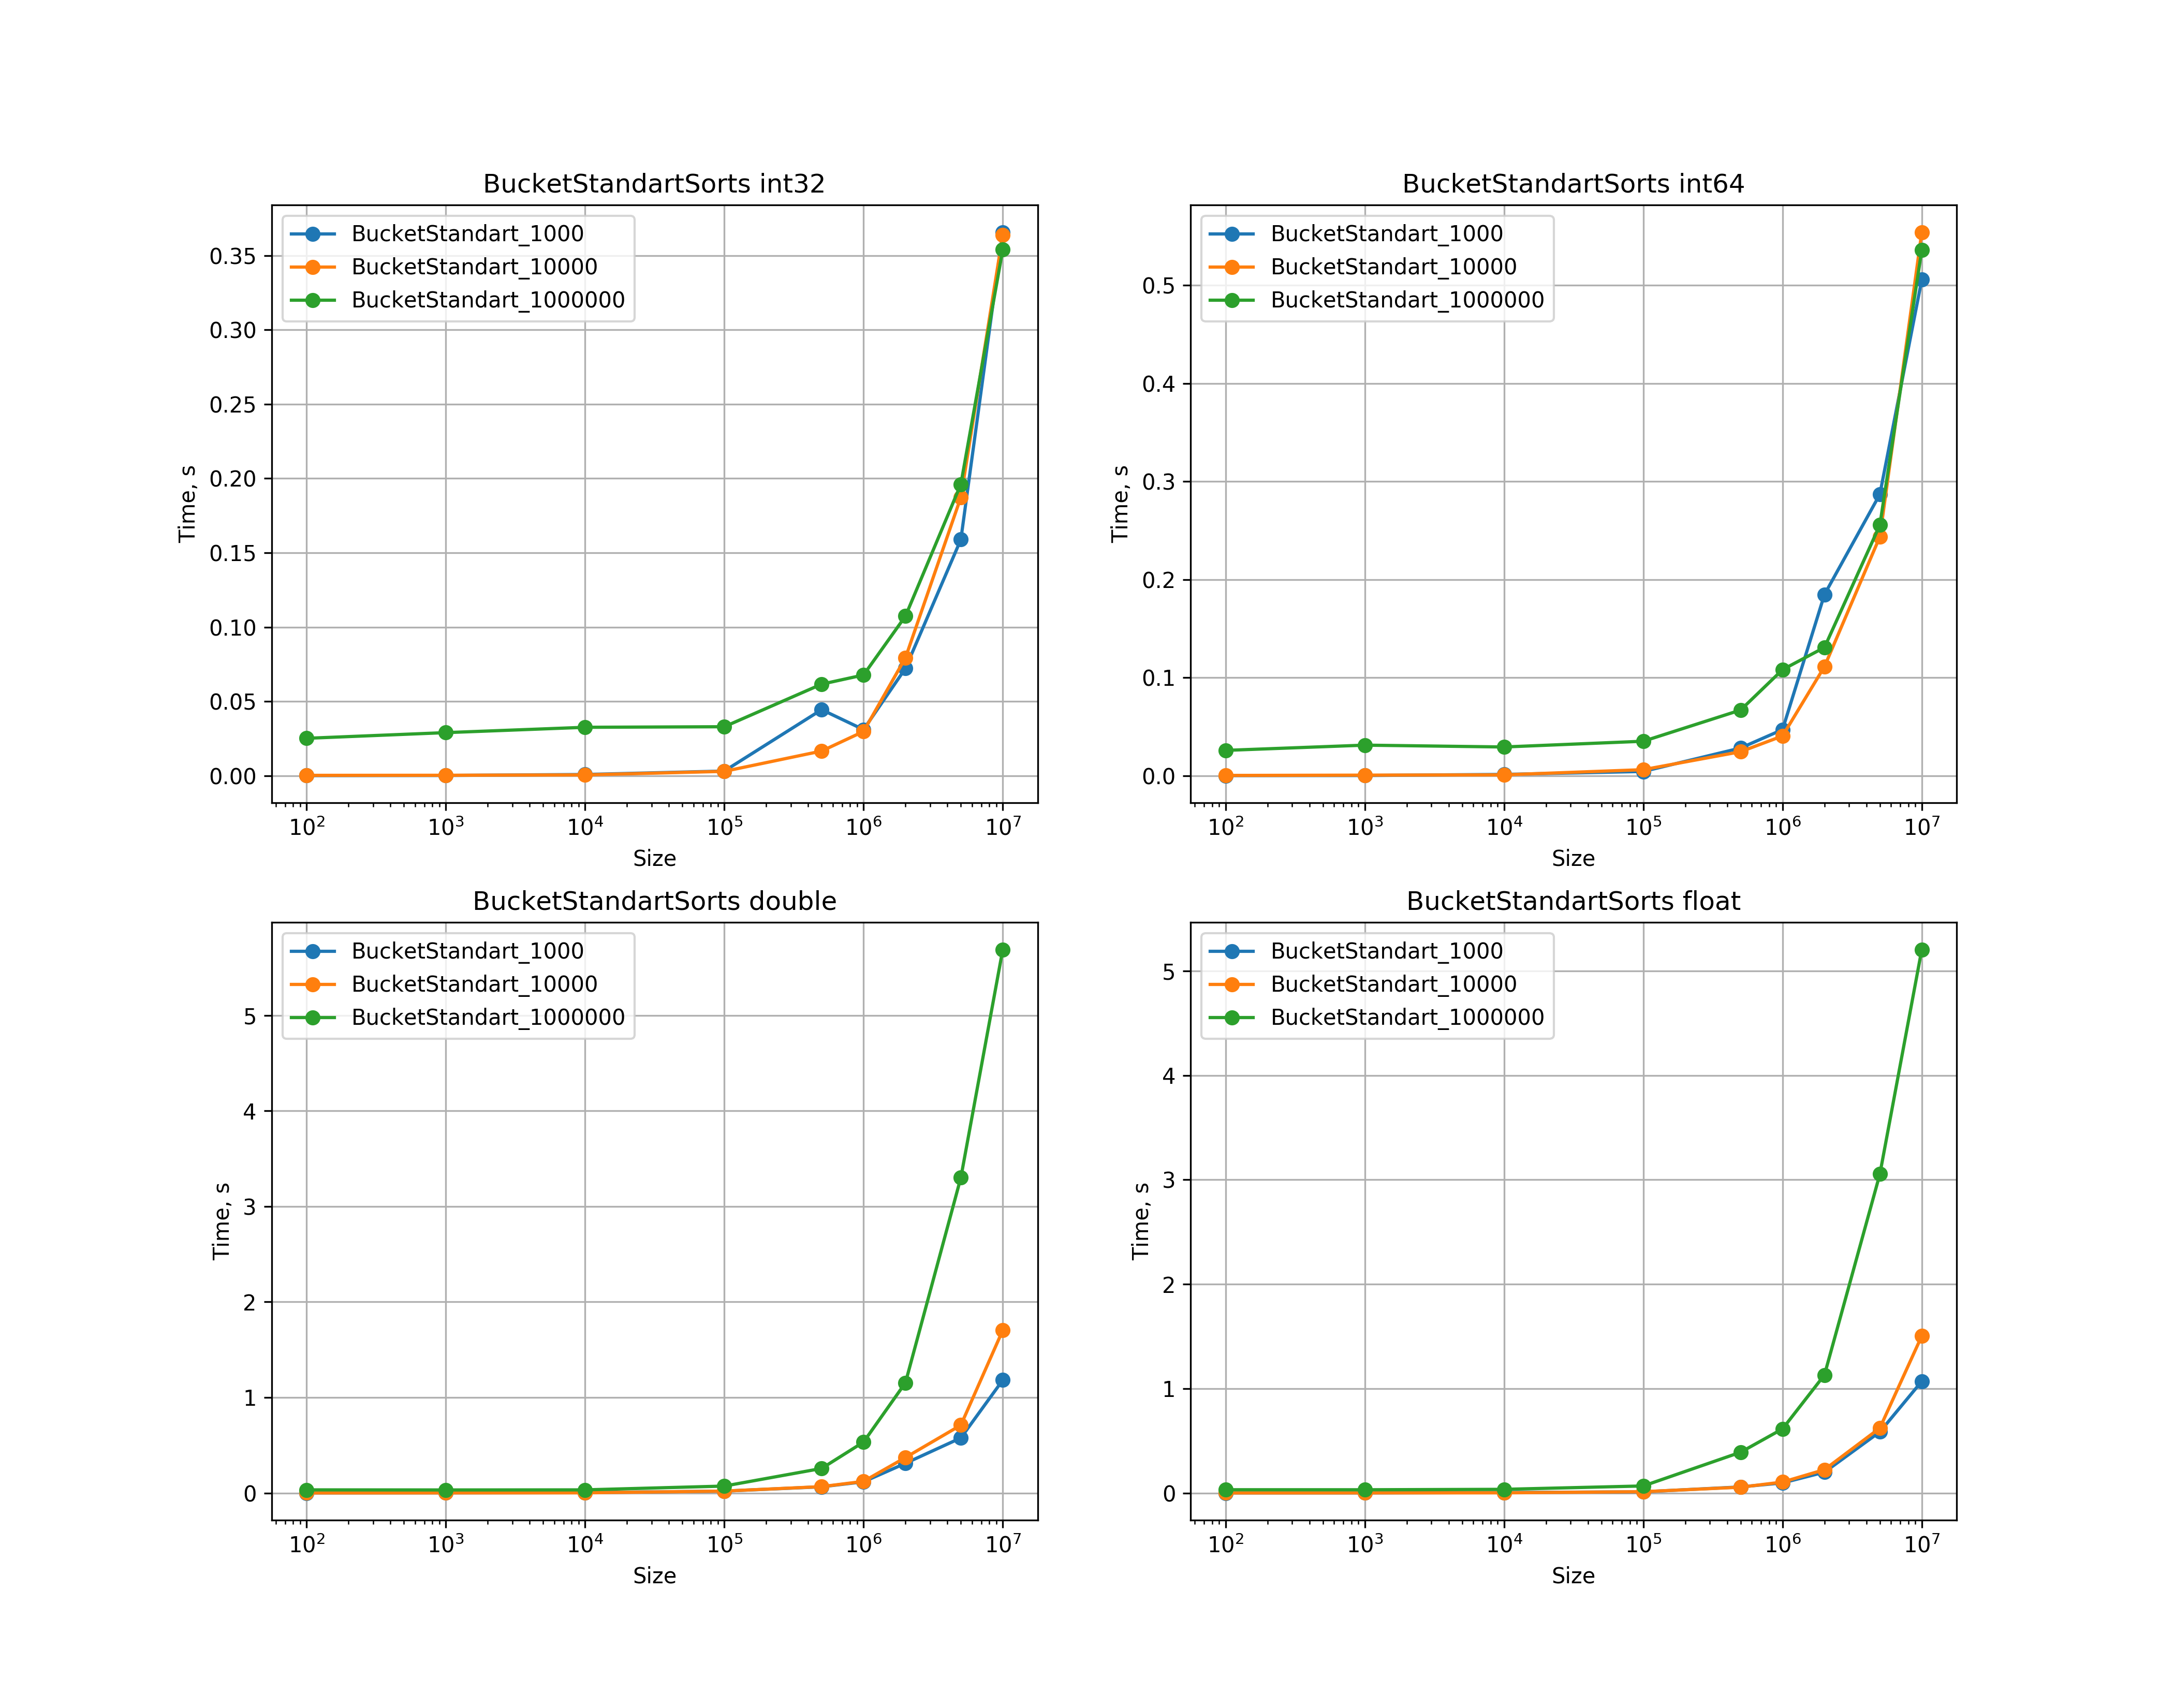 BucketStandartSorts int32
BucketStandart_1000
BucketStandart_10000
BucketStandart_1000000
0.35
0.30
0.25
0.20
0.15
0.10
0.05
0.00
Time, s
10² 10³ 10⁴ 10⁵ 10⁶ 10⁷
Size
BucketStandartSorts int64
BucketStandart_1000
BucketStandart_10000
BucketStandart_1000000
0.5
0.4
0.3
0.2
0.1
0.0
Time, s
10² 10³ 10⁴ 10⁵ 10⁶ 10⁷
Size
BucketStandartSorts double
BucketStandart_1000
BucketStandart_10000
BucketStandart_1000000
5
4
3
2
1
0
Time, s
10² 10³ 10⁴ 10⁵ 10⁶ 10⁷
Size
BucketStandartSorts float
BucketStandart_1000
BucketStandart_10000
BucketStandart_1000000
5
4
3
2
1
0
Time, s
10² 10³ 10⁴ 10⁵ 10⁶ 10⁷
Size